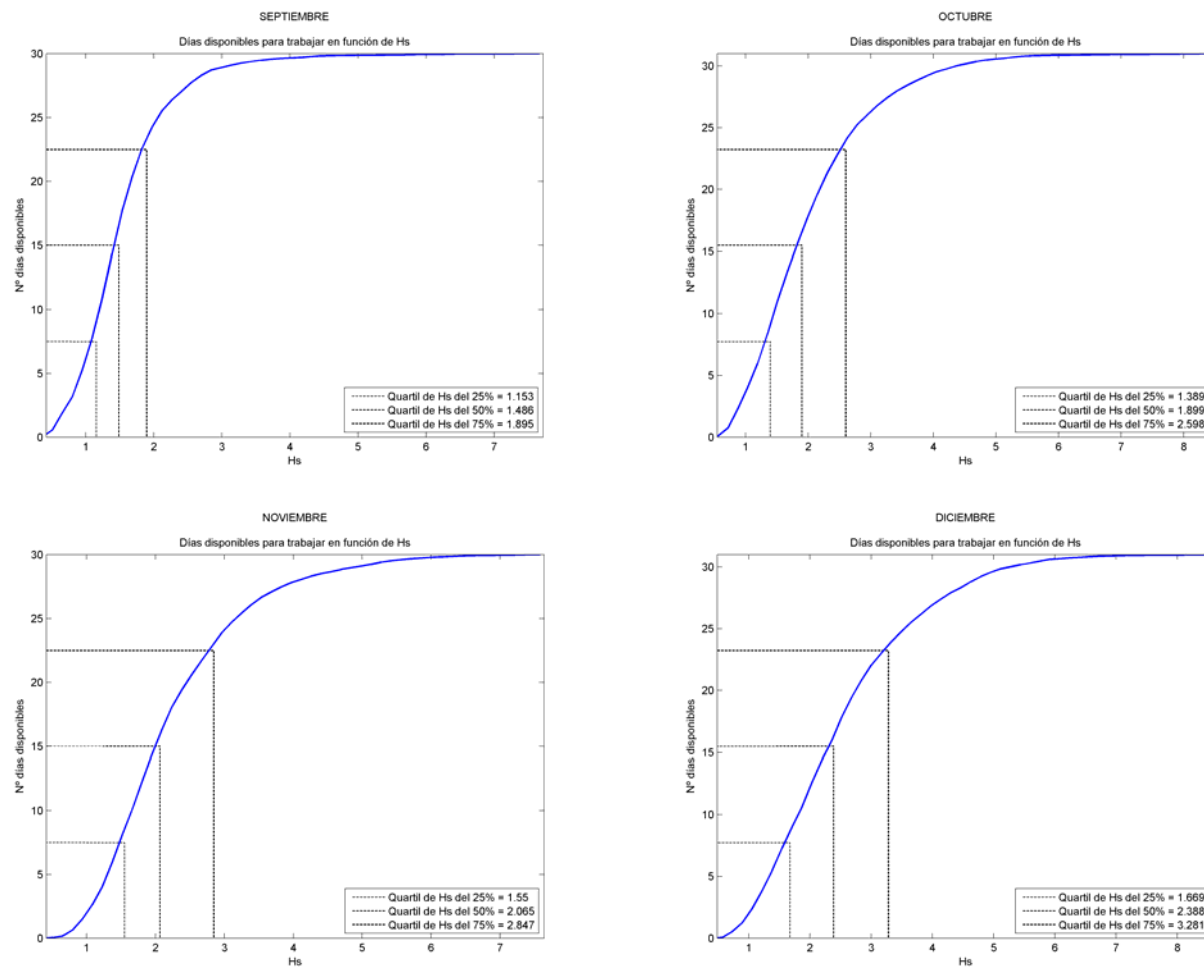 SEPTIEMBRE
Días disponibles para trabajar en función de Hs
30
25
20
15
10
5
0
Nº días disponibles
1 2 3 4 5 6 7
Hs
Quartil de Hs del 25% = 1.153
Quartil de Hs del 50% = 1.486
Quartil de Hs del 75% = 1.895
OCTUBRE
Días disponibles para trabajar en función de Hs
30
25
20
15
10
5
0
Nº días disponibles
1 2 3 4 5 6 7 8
Hs
Quartil de Hs del 25% = 1.389
Quartil de Hs del 50% = 1.899
Quartil de Hs del 75% = 2.598
NOVIEMBRE
Días disponibles para trabajar en función de Hs
30
25
20
15
10
5
0
Nº días disponibles
1 2 3 4 5 6 7
Hs
Quartil de Hs del 25% = 1.55
Quartil de Hs del 50% = 2.065
Quartil de Hs del 75% = 2.847
DICIEMBRE
Días disponibles para trabajar en función de Hs
30
25
20
15
10
5
0
Nº días disponibles
1 2 3 4 5 6 7 8
Hs
Quartil de Hs del 25% = 1.669
Quartil de Hs del 50% = 2.388
Quartil de Hs del 75% = 3.281